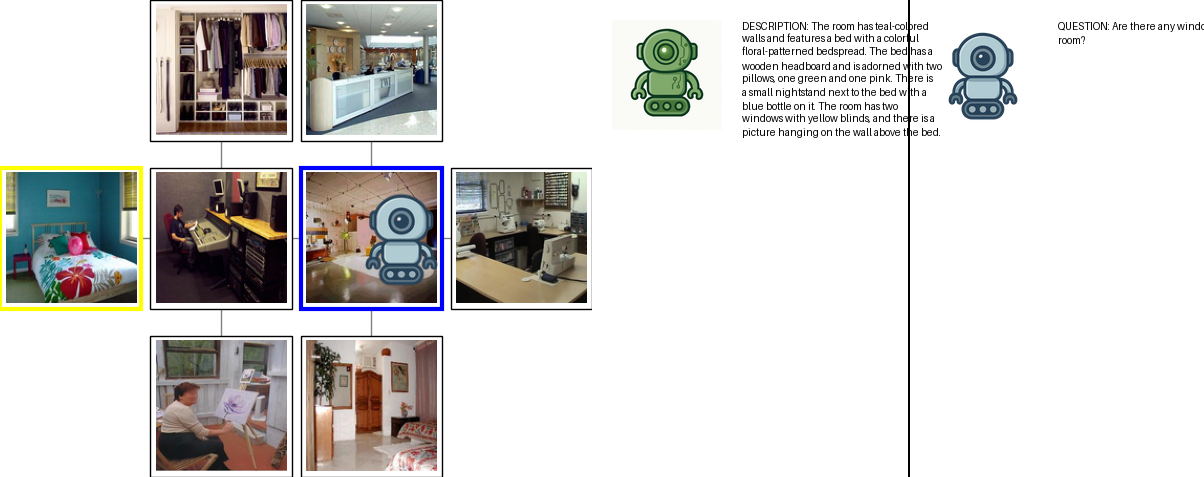 DESCRIPTION: The room has teal-colored
walls and features a bed with a colorful
floral-patterned bedspread. The bed has a
wooden headboard and is adorned with two
pillows, one green and one pink. There is
a small nightstand next to the bed with a
blue bottle on it. The room has two
windows with yellow blinds, and there is a
picture hanging on the wall above the bed.
QUESTION: Are there any
room?